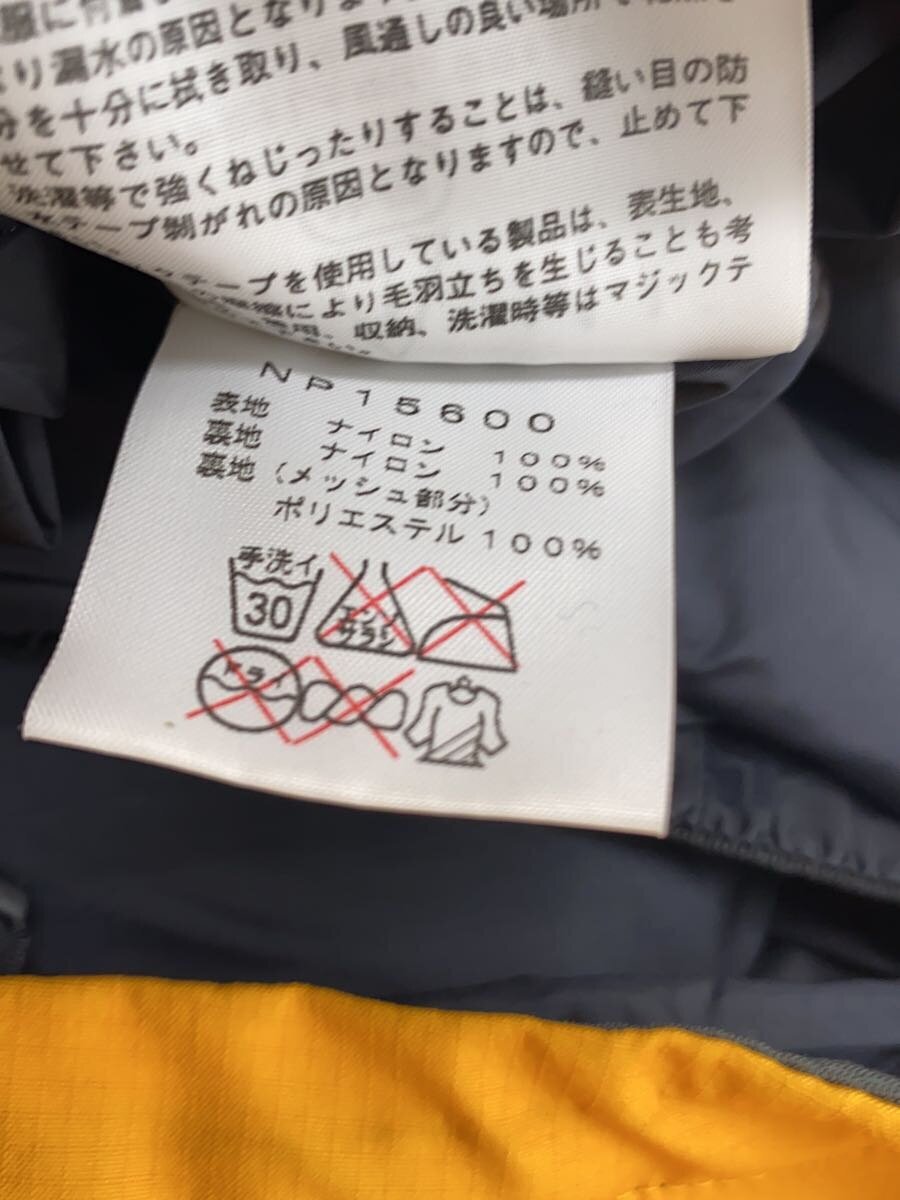 り漏水の原因となりま
分を十分に拭き取り、風通しの良い場所
せて下さい。
洗濯等で強くねじったりすることは、縫い目の防
テープ剝がれの原因となりますので、止めて下
テープを使用している製品は、表生地、
により毛羽立ちを生じることも考
収納、洗濯時等はマジックテ
NP15600
表地 ナイロン 100%
裏地 ナイロン 100%
裏地(メッシュ部分)
ポリエステル100%
手洗イ
30
エンソ
サラシ
ドライ